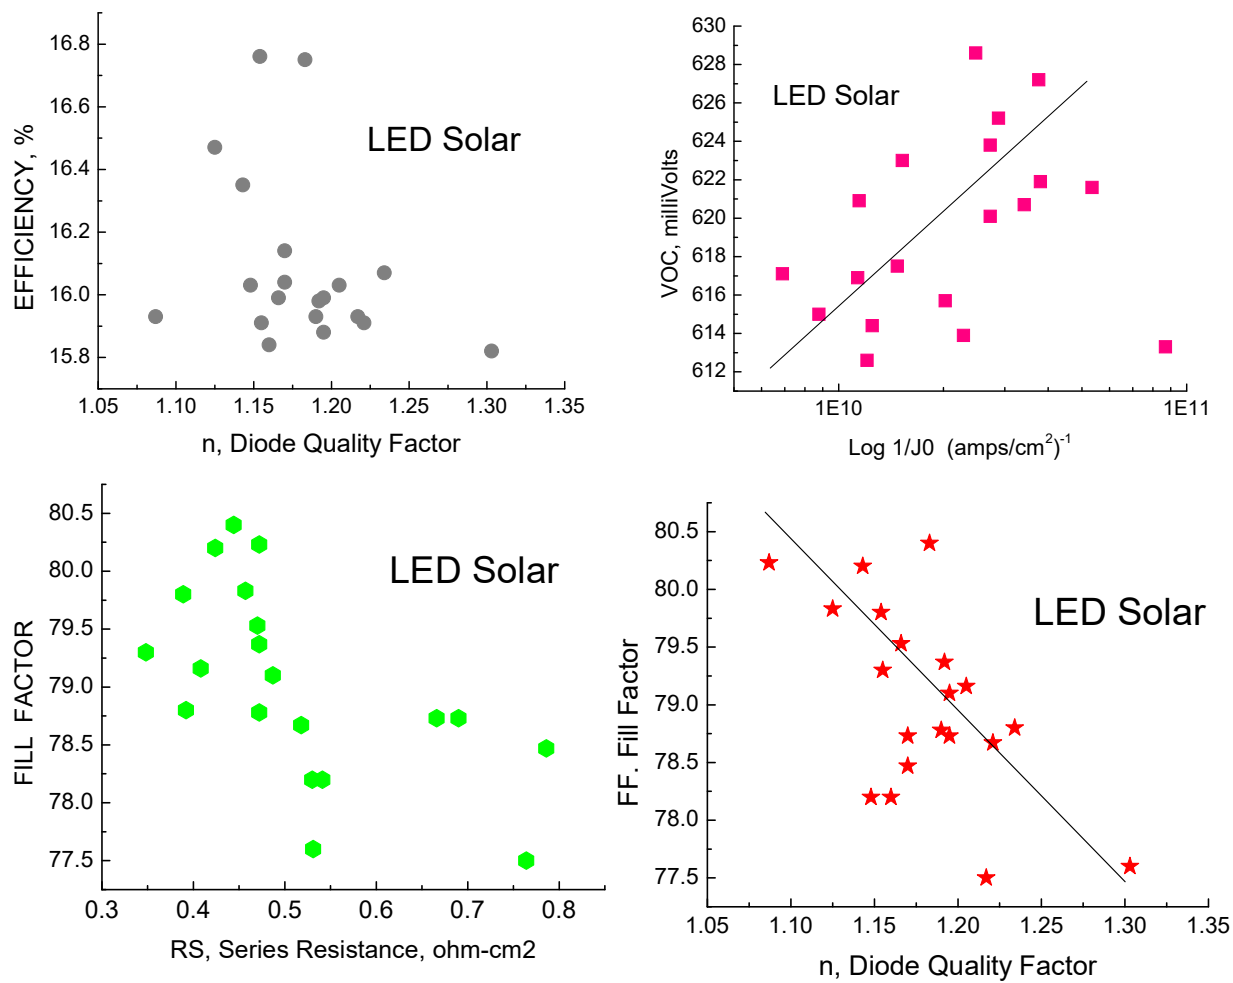 16.8
16.6
16.4
16.2
16.0
15.8
EFFICIENCY, %
LED Solar
1.05 1.10 1.15 1.20 1.25 1.30 1.35
n, Diode Quality Factor
630
628
626
624
622
620
618
616
614
612
VOC, milliVolts
LED Solar
1E10 1E11
Log 1/J0 (amps/cm²)⁻¹
80.5
80.0
79.5
79.0
78.5
78.0
77.5
FILL FACTOR
LED Solar
0.3 0.4 0.5 0.6 0.7 0.8
RS, Series Resistance, ohm-cm2
80.5
80.0
79.5
79.0
78.5
78.0
77.5
FF. Fill Factor
LED Solar
1.05 1.10 1.15 1.20 1.25 1.30 1.35
n, Diode Quality Factor